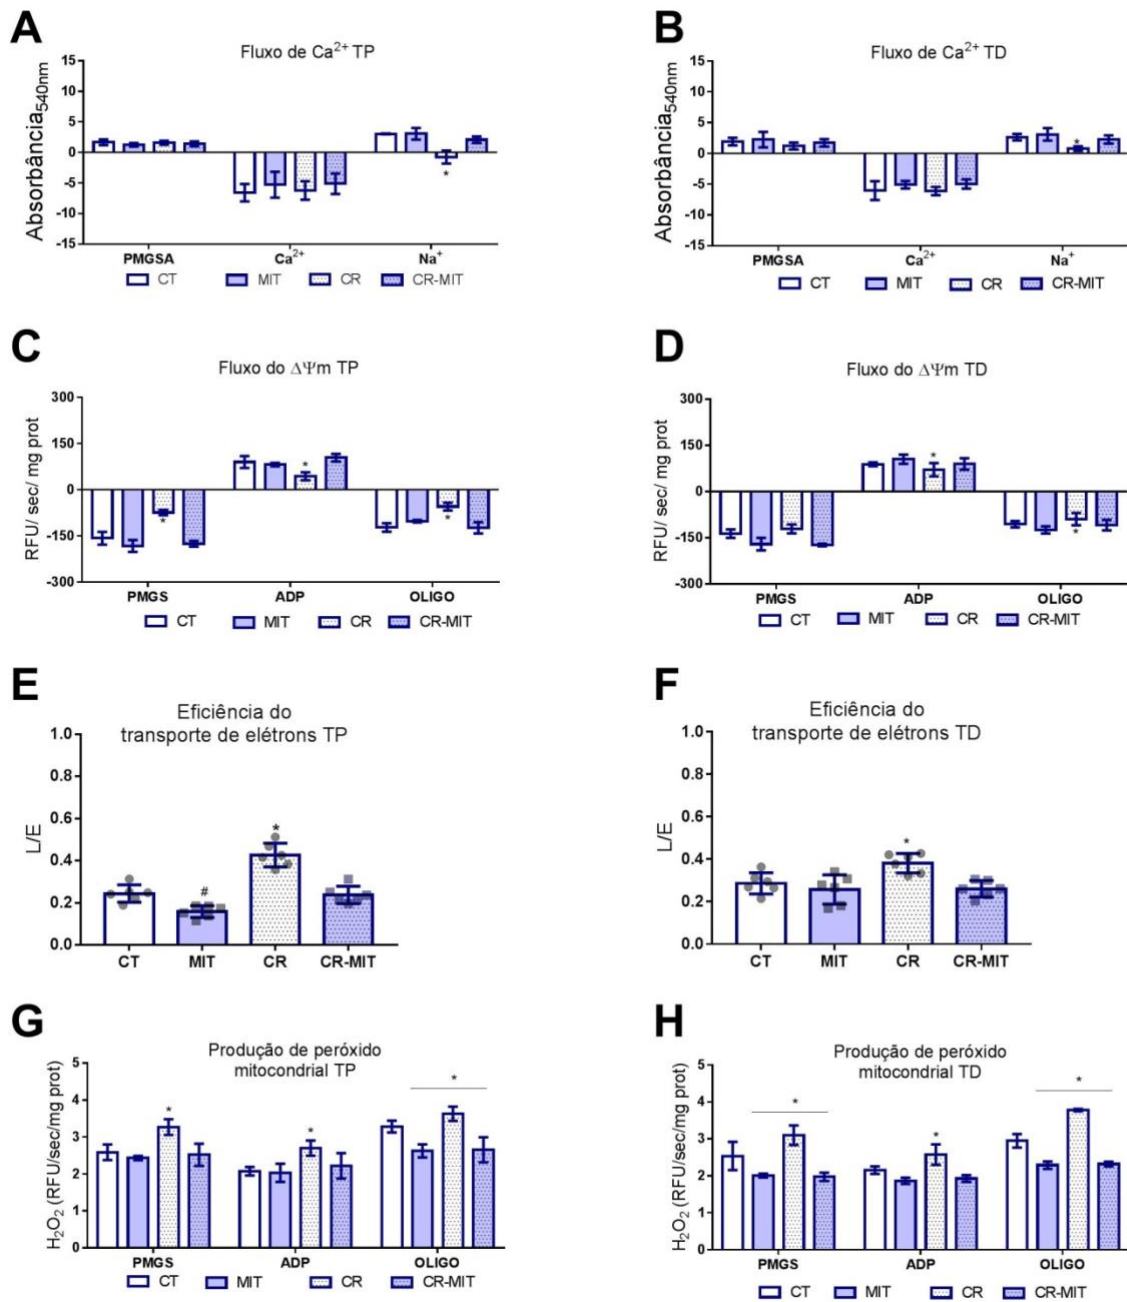 A
Fluxo de Ca²⁺ TP
Absorbância540nm
15
10
5
0
-5
-10
-15
*
PMGSA Ca²⁺ Na⁺
CT MIT CR CR-MIT
B
Fluxo de Ca²⁺ TD
Absorbância540nm
15
10
5
0
-5
-10
-15
*
PMGSA Ca²⁺ Na⁺
CT MIT CR CR-MIT
C
Fluxo do ΔΨm TP
RFU/ sec/ mg prot
300
150
0
-150
-300
* * *
PMGS ADP OLIGO
CT MIT CR CR-MIT
D
Fluxo do ΔΨm TD
RFU/ sec/ mg prot
300
150
0
-150
-300
* *
PMGS ADP OLIGO
CT MIT CR CR-MIT
E
Eficiência do
transporte de elétrons TP
L/E
1.0
0.8
0.6
0.4
0.2
0.0
# *
CT MIT CR CR-MIT
F
Eficiência do
transporte de elétrons TD
L/E
1.0
0.8
0.6
0.4
0.2
0.0
*
CT MIT CR CR-MIT
G
Produção de peróxido
mitocondrial TP
H₂O₂ (RFU/sec/mg prot)
5
4
3
2
1
0
* * *
PMGS ADP OLIGO
CT MIT CR CR-MIT
H
Produção de peróxido
mitocondrial TD
H₂O₂ (RFU/sec/mg prot)
5
4
3
2
1
0
* * *
PMGS ADP OLIGO
CT MIT CR CR-MIT